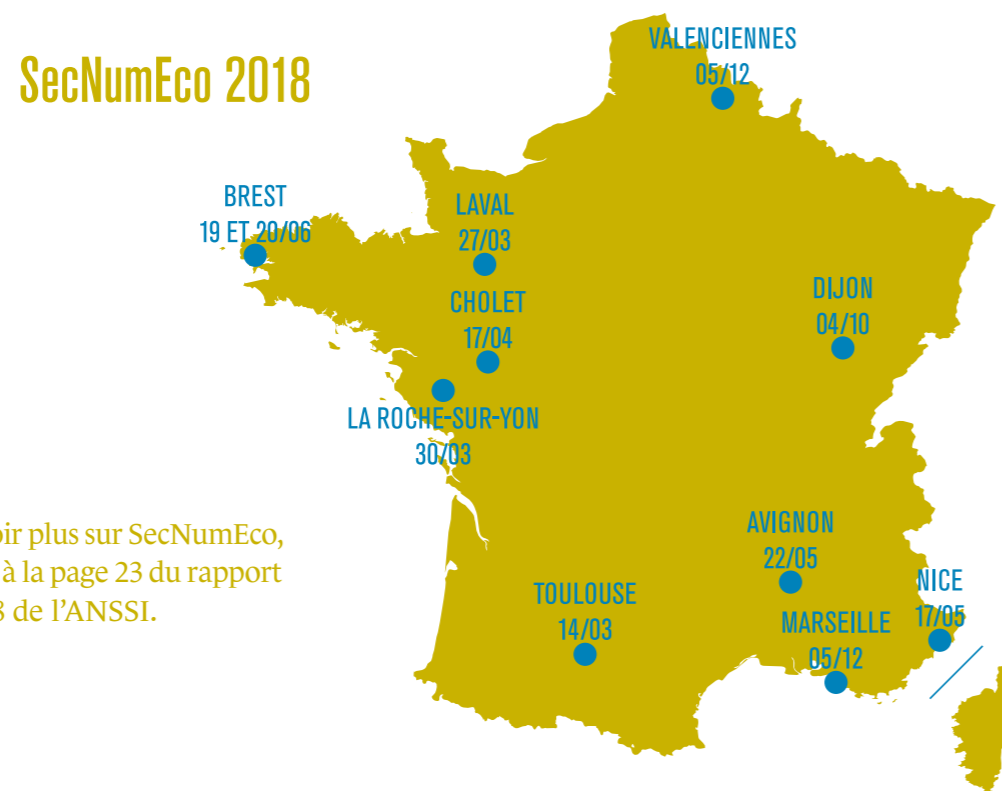 SecNumEco 2018
VALENCIENNES
05/12
BREST
19 ET 20/06
LAVAL
27/03
CHOLET
17/04
DIJON
04/10
LA ROCHE-SUR-YON
30/03
oir plus sur SecNumEco,
à la page 23 du rapport
8 de l’ANSSI.
AVIGNON
22/05
NICE
17/05
TOULOUSE
14/03
MARSEILLE
05/12